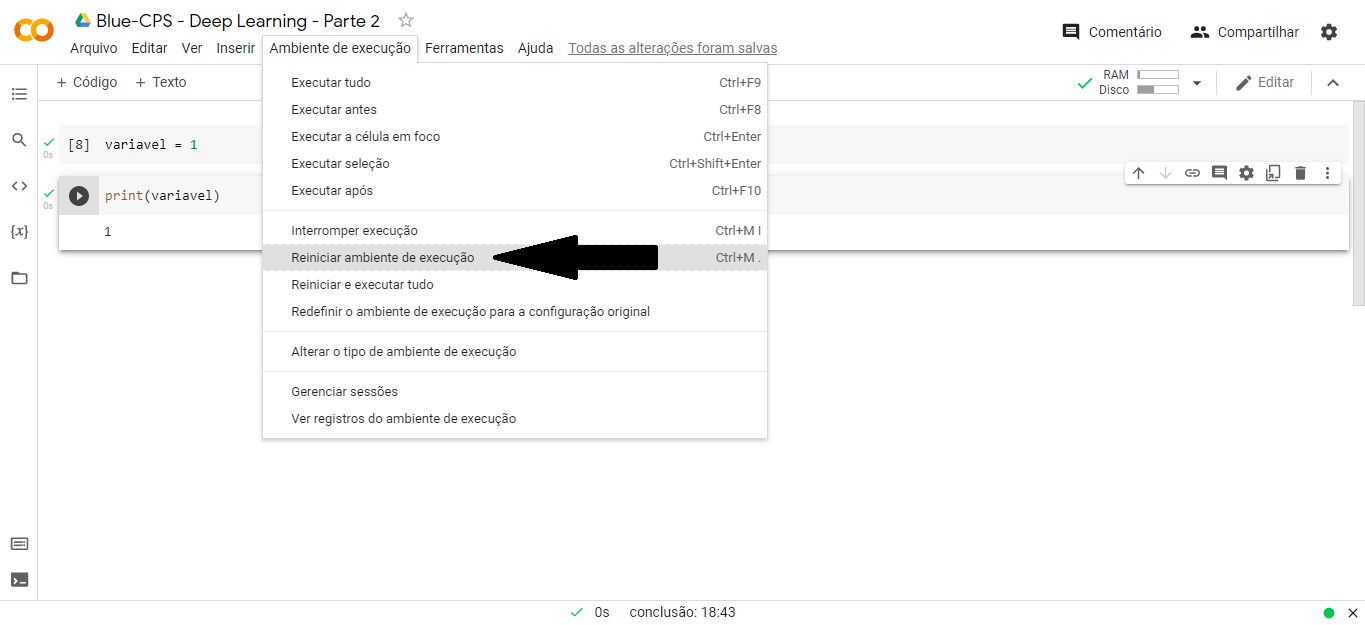 Blue-CPS - Deep Learning - Parte 2
Arquivo Editar Ver Inserir Ambiente de execução Ferramentas Ajuda Todas as alterações foram salvas
Comentário Compartilhar
+ Código + Texto
RAM
Disco
Editar
Executar tudo Ctrl+F9
Executar antes Ctrl+F8
Executar a célula em foco Ctrl+Enter
Executar seleção Ctrl+Shift+Enter
Executar após Ctrl+F10
Interromper execução Ctrl+M I
Reiniciar ambiente de execução Ctrl+M .
Reiniciar e executar tudo
Redefinir o ambiente de execução para a configuração original
Alterar o tipo de ambiente de execução
Gerenciar sessões
Ver registros do ambiente de execução
[8] variavel = 1
0s
print(variavel)
0s
1
{x}
0s conclusão: 18:43